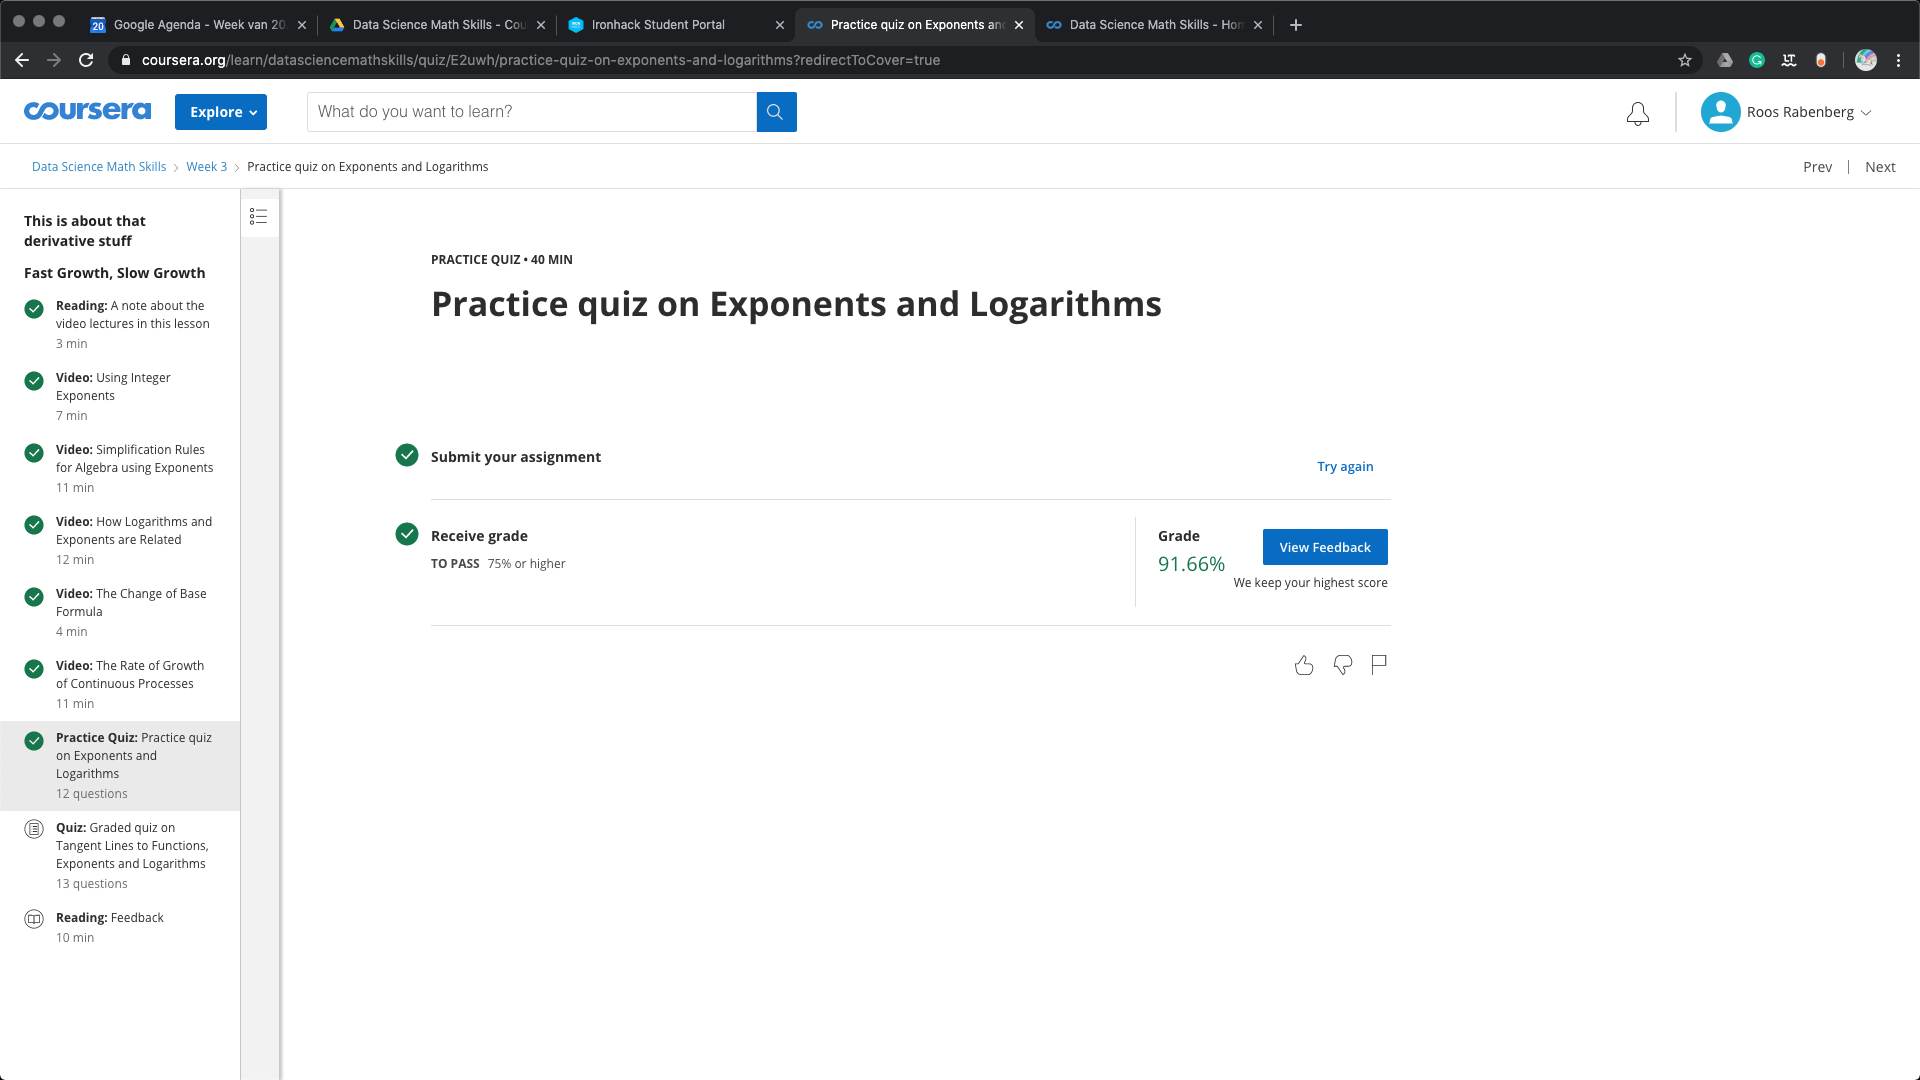 Google Agenda - Week van 20
Data Science Math Skills - Cou
Ironhack Student Portal
Practice quiz on Exponents and
Data Science Math Skills - Hom
coursera.org/learn/datasciencemathskills/quiz/E2uwh/practice-quiz-on-exponents-and-logarithms?redirectToCover=true
coursera
Explore
What do you want to learn?
Roos Rabenberg
Data Science Math Skills
Week 3
Practice quiz on Exponents and Logarithms
Prev
Next
This is about that
derivative stuff
Fast Growth, Slow Growth
Reading: A note about the
video lectures in this lesson
3 min
Video: Using Integer
Exponents
7 min
Video: Simplification Rules
for Algebra using Exponents
11 min
Video: How Logarithms and
Exponents are Related
12 min
Video: The Change of Base
Formula
4 min
Video: The Rate of Growth
of Continuous Processes
11 min
Practice Quiz: Practice quiz
on Exponents and
Logarithms
12 questions
Quiz: Graded quiz on
Tangent Lines to Functions,
Exponents and Logarithms
13 questions
Reading: Feedback
10 min
PRACTICE QUIZ • 40 MIN
Practice quiz on Exponents and Logarithms
Submit your assignment
Try again
Receive grade
TO PASS 75% or higher
Grade
91.66%
View Feedback
We keep your highest score